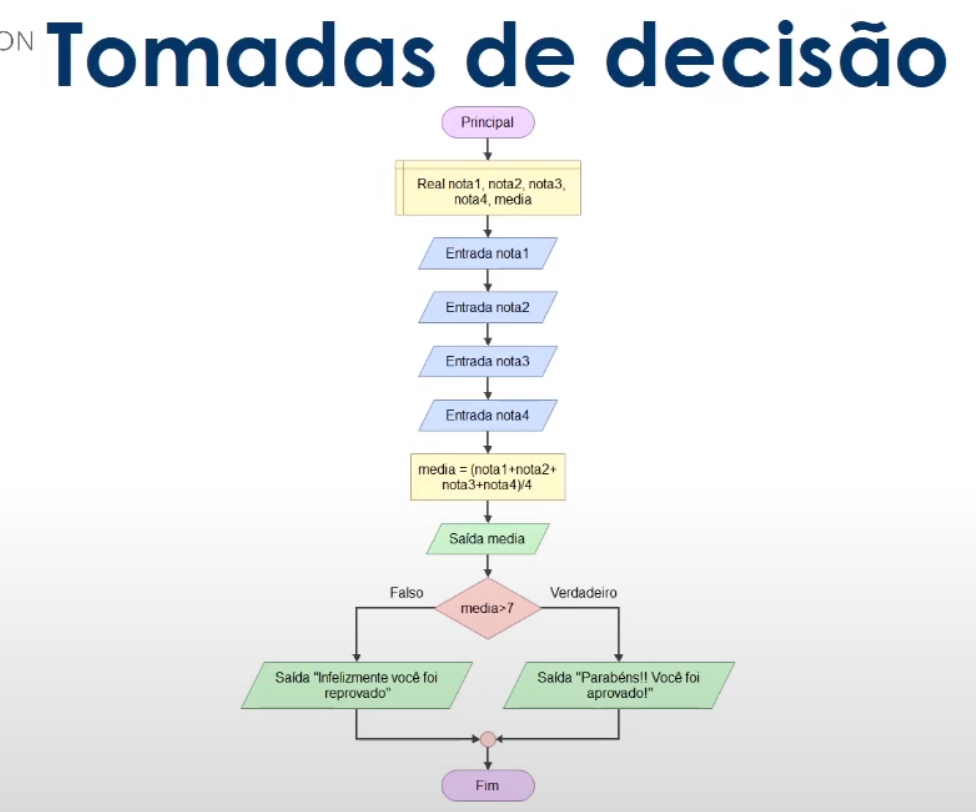 ON
Tomadas de decisão
Principal
Real nota1, nota2, nota3,
nota4, media
Entrada nota1
Entrada nota2
Entrada nota3
Entrada nota4
media = (nota1+nota2+
nota3+nota4)/4
Saída media
Falso
media>7
Verdadeiro
Saída "Infelizmente você foi
reprovado"
Saída "Parabéns!! Você foi
aprovado!"
Fim